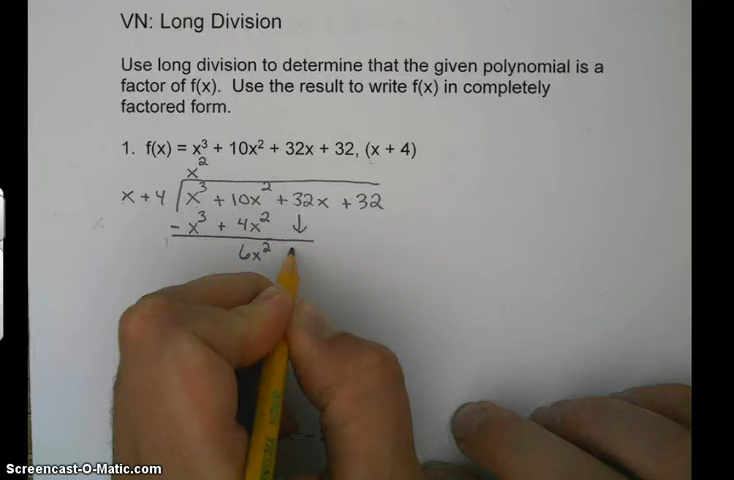 VN: Long Division
Use long division to determine that the given polynomial is a
factor of f(x). Use the result to write f(x) in completely
factored form.
1. f(x) = x³ + 10x² + 32x + 32, (x + 4)
x²
x + 4 x³ + 10x² + 32x + 32
- x³ + 4x² ↓
6x²
Screencast-O-Matic.com